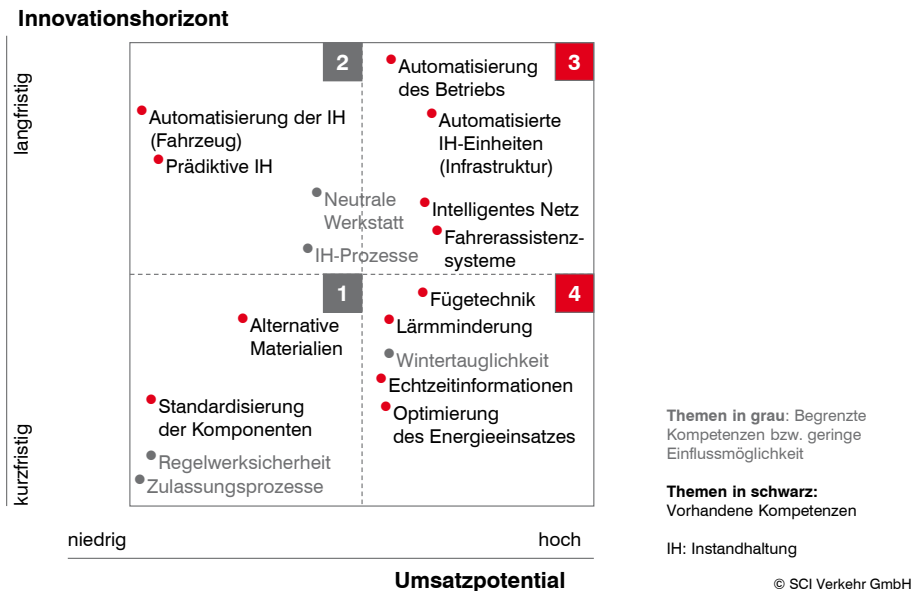 Innovationshorizont
langfristig
2
3
Automatisierung der IH
(Fahrzeug)
Prädiktive IH
Neutrale
Werkstatt
IH-Prozesse
Automatisierung
des Betriebs
Automatisierte
IH-Einheiten
(Infrastruktur)
Intelligentes Netz
Fahrerassistenz-
systeme
kurzfristig
1
4
Alternative
Materialien
Standardisierung
der Komponenten
Regelwerksicherheit
Zulassungsprozesse
Fügetechnik
Lärmminderung
Wintertauglichkeit
Echtzeitinformationen
Optimierung
des Energieeinsatzes
niedrig
hoch
Umsatzpotential
Themen in grau: Begrenzte
Kompetenzen bzw. geringe
Einflussmöglichkeit
Themen in schwarz:
Vorhandene Kompetenzen
IH: Instandhaltung
© SCI Verkehr GmbH